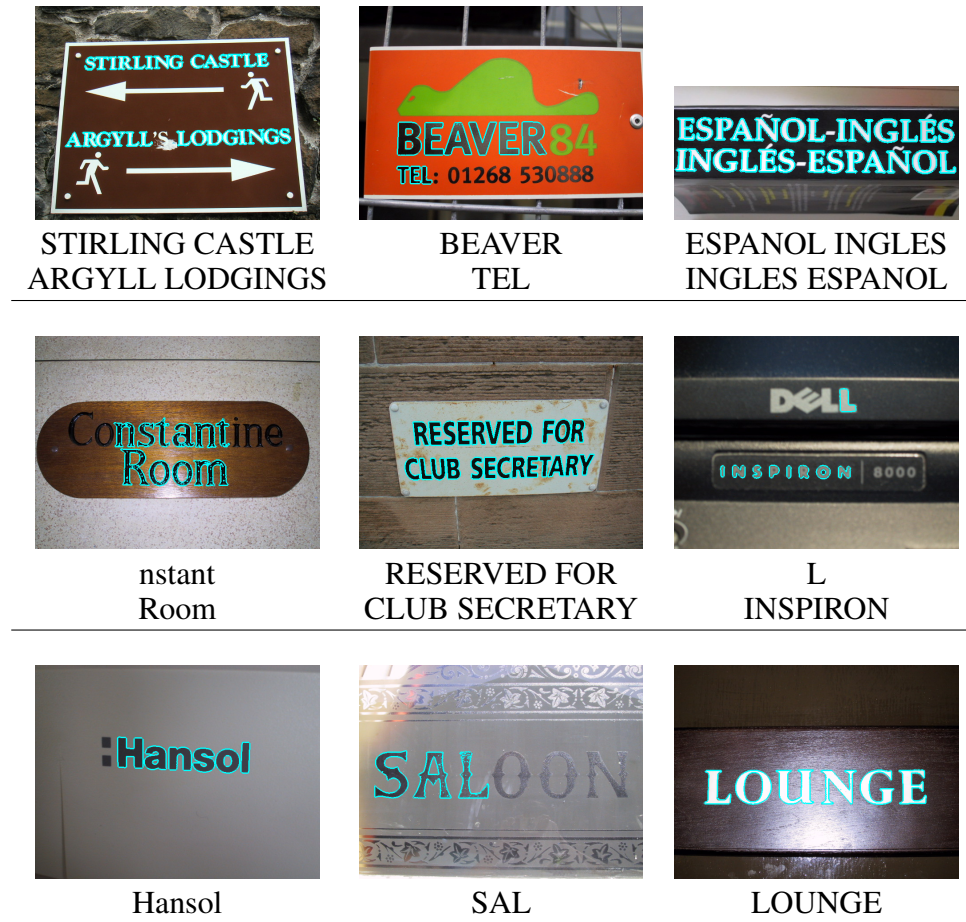 STIRLING CASTLE
ARGYLL'S LODGINGS
BEAVER84
TEL: 01268 530888
ESPAÑOL-INGLÉS
INGLÉS-ESPAÑOL
STIRLING CASTLE
ARGYLL LODGINGS
BEAVER
TEL
ESPANOL INGLES
INGLES ESPANOL
Constantine
Room
RESERVED FOR
CLUB SECRETARY
DELL
INSPIRON 8000
nstant
Room
RESERVED FOR
CLUB SECRETARY
L
INSPIRON
:Hansol
SALOON
LOUNGE
Hansol
SAL
LOUNGE